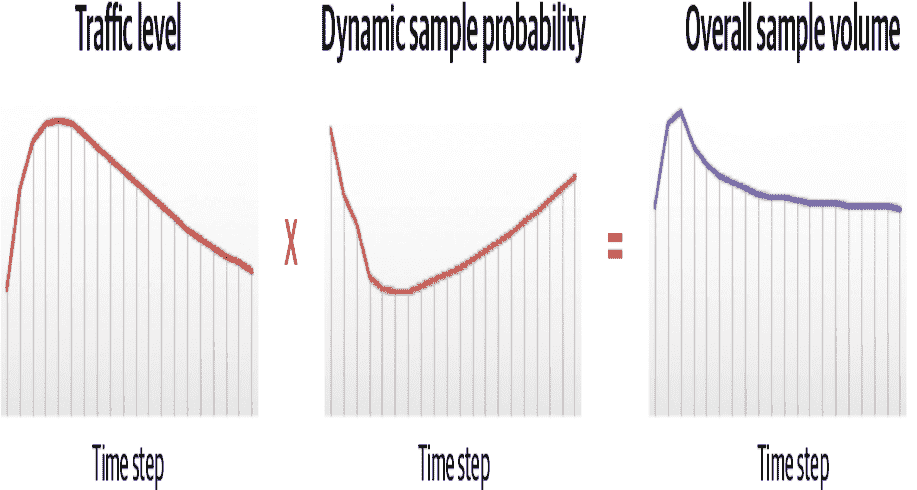 Traffic level
Dynamic sample probability
Overall sample volume
X
=
Time step
Time step
Time step